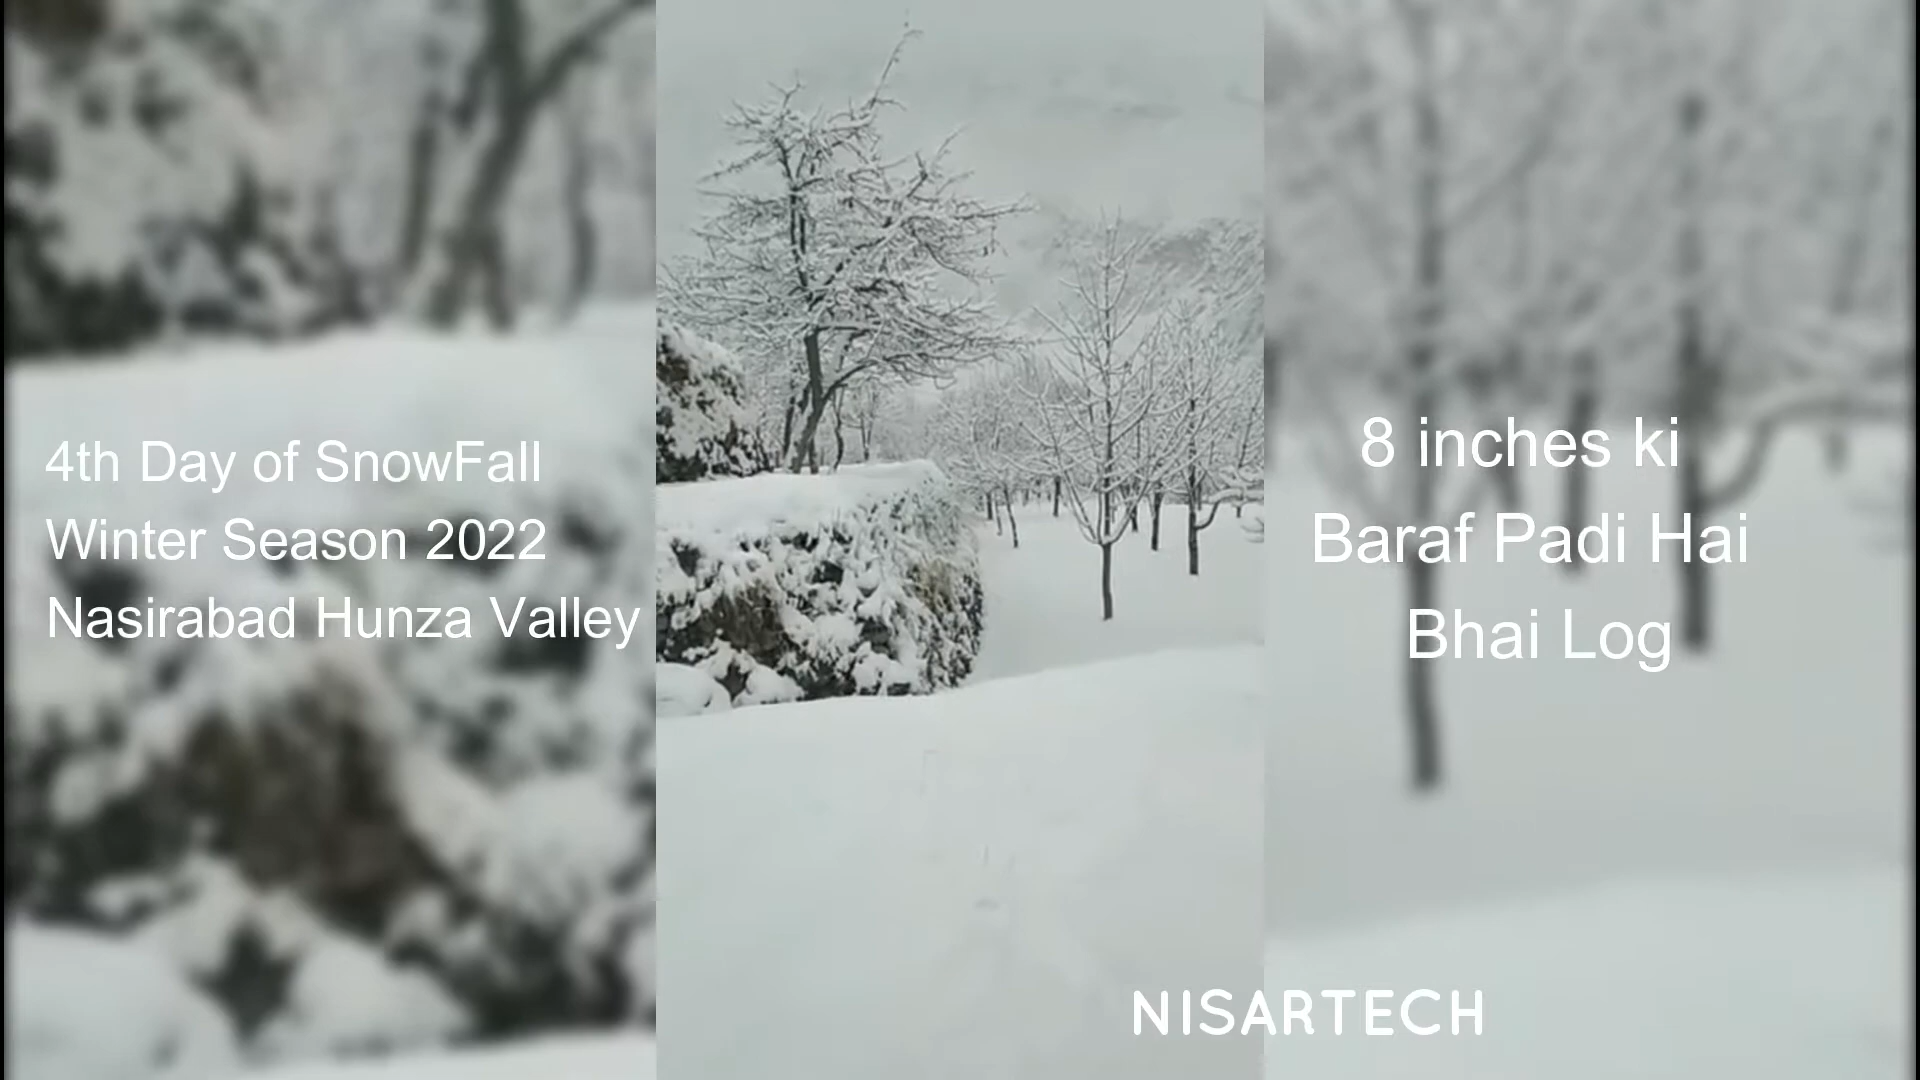 4th Day of SnowFall
Winter Season 2022
Nasirabad Hunza Valley
8 inches ki
Baraf Padi Hai
Bhai Log
NISARTECH